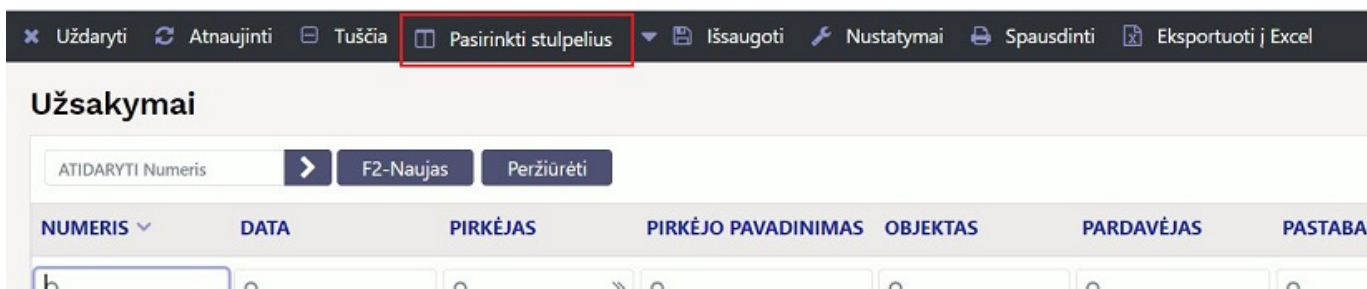 Uždaryti Atnaujinti Tuščia Pasirinkti stulpelius Išsaugoti Nustatymai Spausdinti Eksportuoti į Excel
Užsakymai
ATIDARYTI Numeris F2-Naujas Peržiūrėti
NUMERIS DATA PIRKĖJAS PIRKĖJO PAVADINIMAS OBJEKTAS PARDAVĖJAS PASTABA